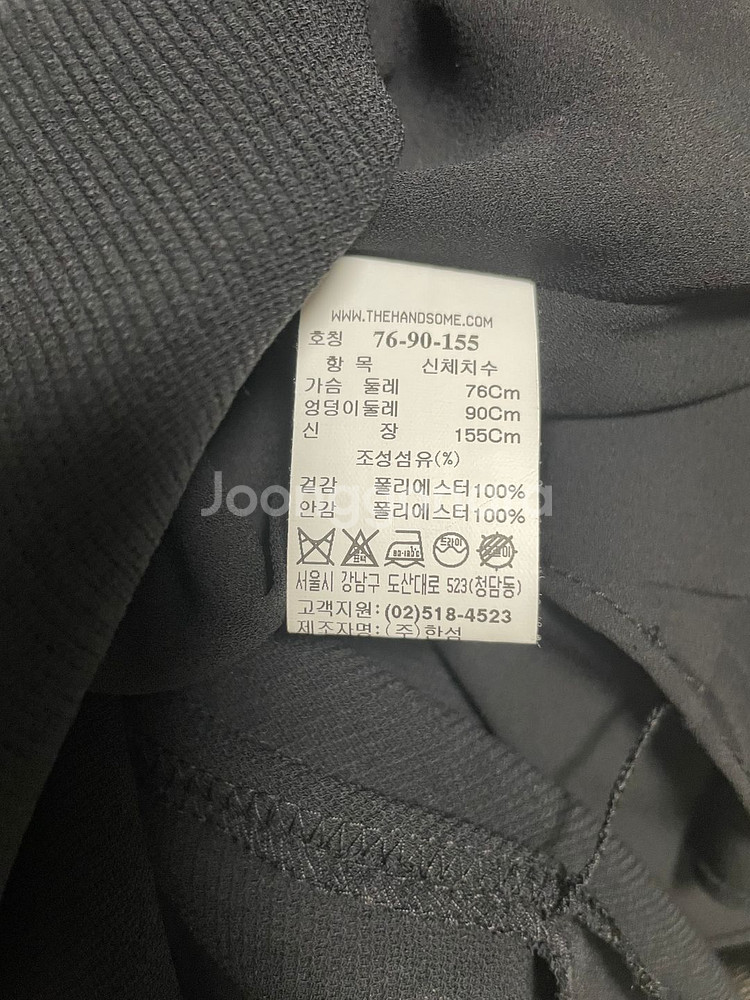 WWW.THEHANDSOME.COM
호칭 76-90-155
항 목 신체치수
가슴 둘레 76Cm
엉덩이둘레 90Cm
신 장 155Cm
조성섬유(%)
겉감 폴리에스터100%
안감 폴리에스터100%
드라이
서울시 강남구 도산대로 523(청담동)
고객지원:(02)518-4523
제조자명:(주)한섬